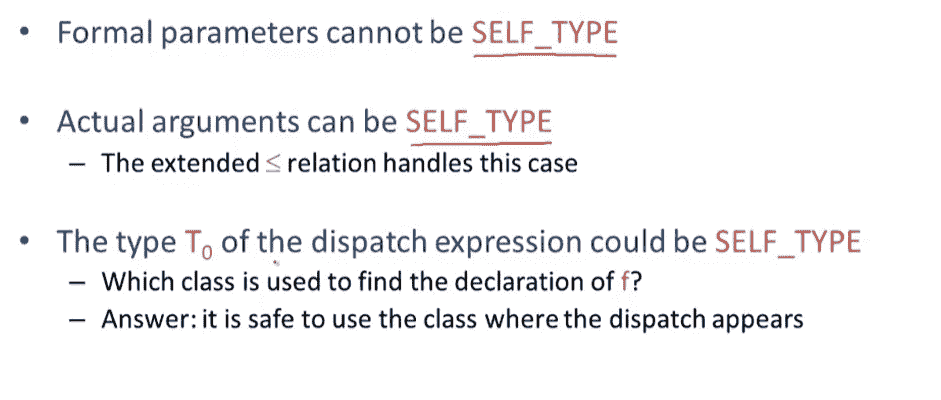 • Formal parameters cannot be SELF_TYPE
• Actual arguments can be SELF_TYPE
– The extended ≤ relation handles this case
• The type T₀ of the dispatch expression could be SELF_TYPE
– Which class is used to find the declaration of f?
– Answer: it is safe to use the class where the dispatch appears